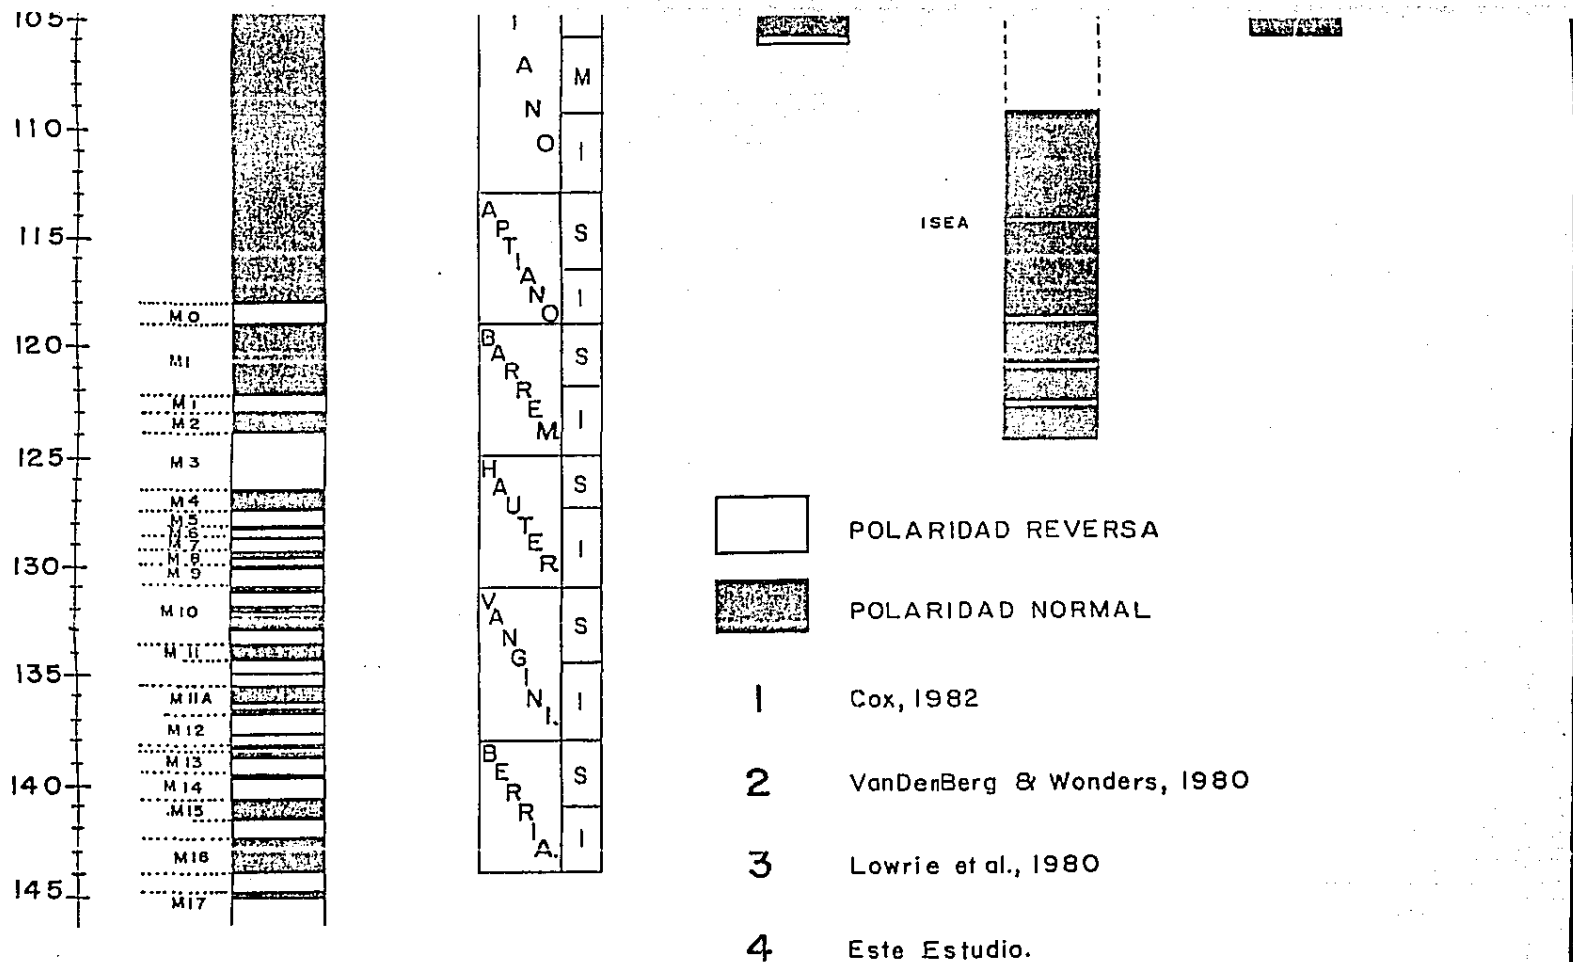 105
110
115
120
125
130
135
140
145
M0
M1
M1
M2
M3
M4
M5
M6
M7
M8
M9
M10
M11
M11A
M12
M13
M14
M15
M16
M17
IANO
M
I
APTIANO
S
I
BARREM.
S
I
HAUTER.
S
I
VANGINI.
S
I
BERRIA.
S
I
ISEA
POLARIDAD REVERSA
POLARIDAD NORMAL
1 Cox, 1982
2 VanDenBerg & Wonders, 1980
3 Lowrie et al., 1980
4 Este Estudio.